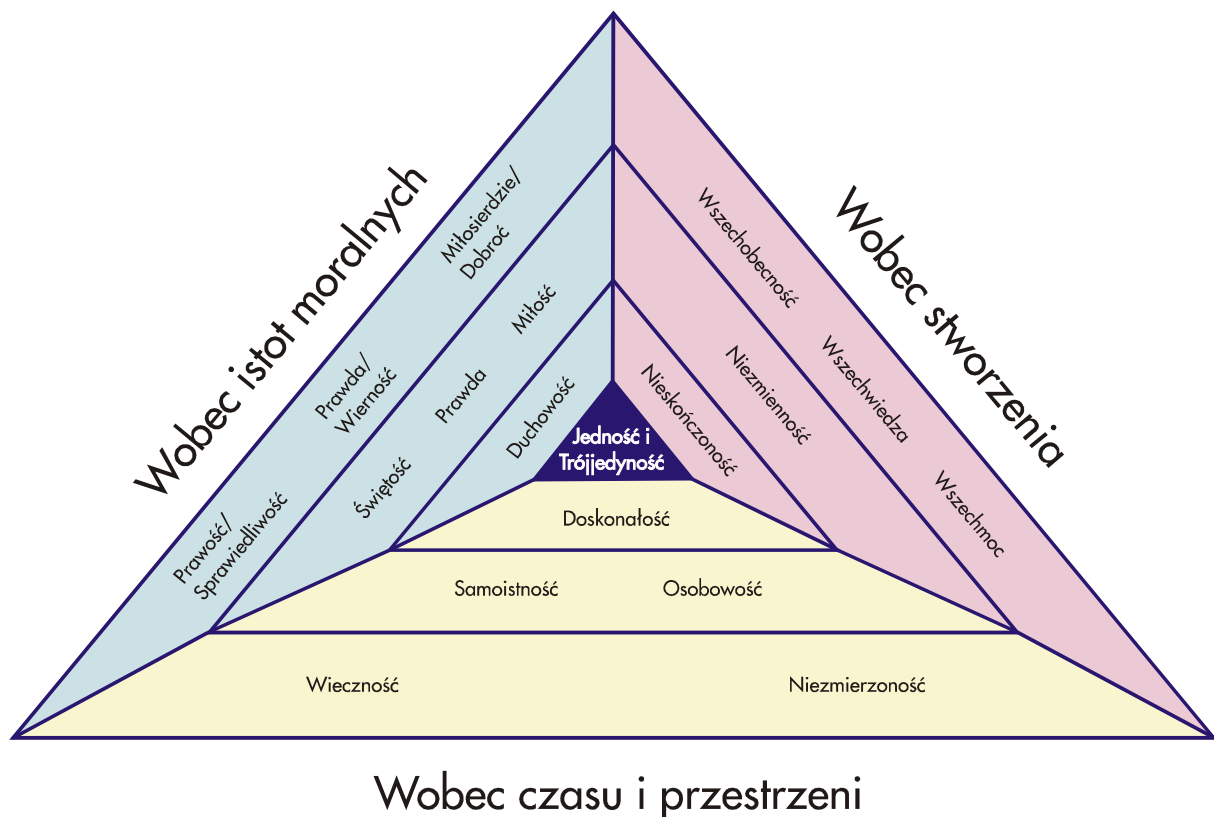 Wobec istot moralnych
Miłosierdzie/
Dobroć
Prawda/
Wierność
Prawość/
Sprawiedliwość
Miłość
Prawda
Świętość
Duchowość
Wobec stworzenia
Wszechobecność
Wszechwiedza
Wszechmoc
Niezmienność
Nieskończoność
Jedność i
Trójjedyność
Doskonałość
Samoistność
Osobowość
Wieczność
Niezmierzoność
Wobec czasu i przestrzeni